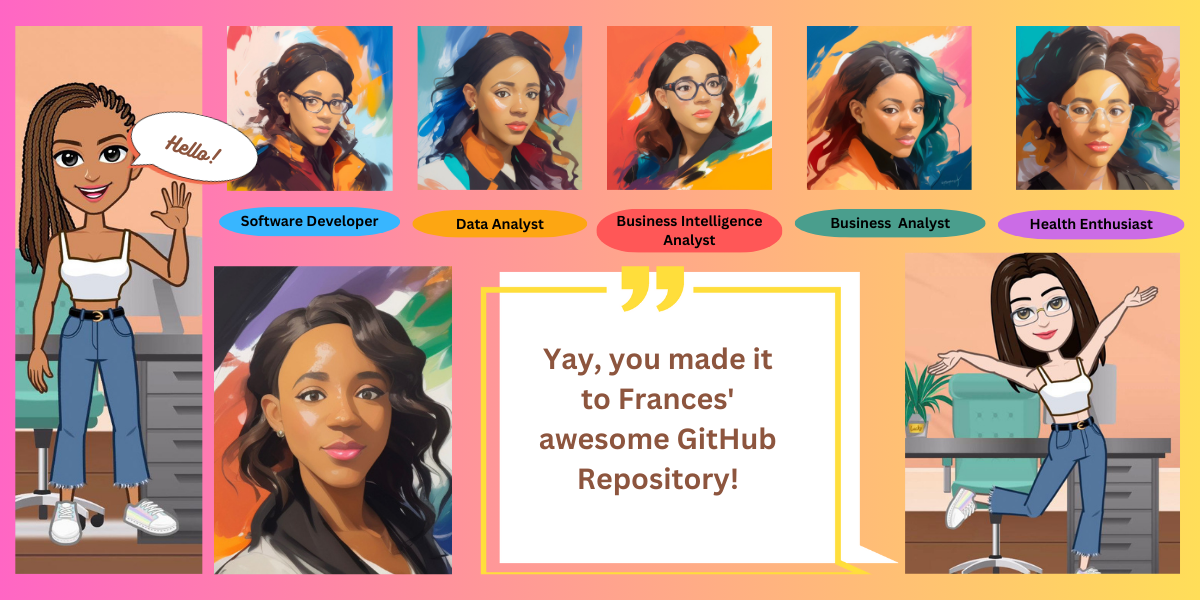 Hello!
Software Developer
Data Analyst
Business Intelligence
Analyst
Business Analyst
Health Enthusiast
Yay, you made it
to Frances'
awesome GitHub
Repository!